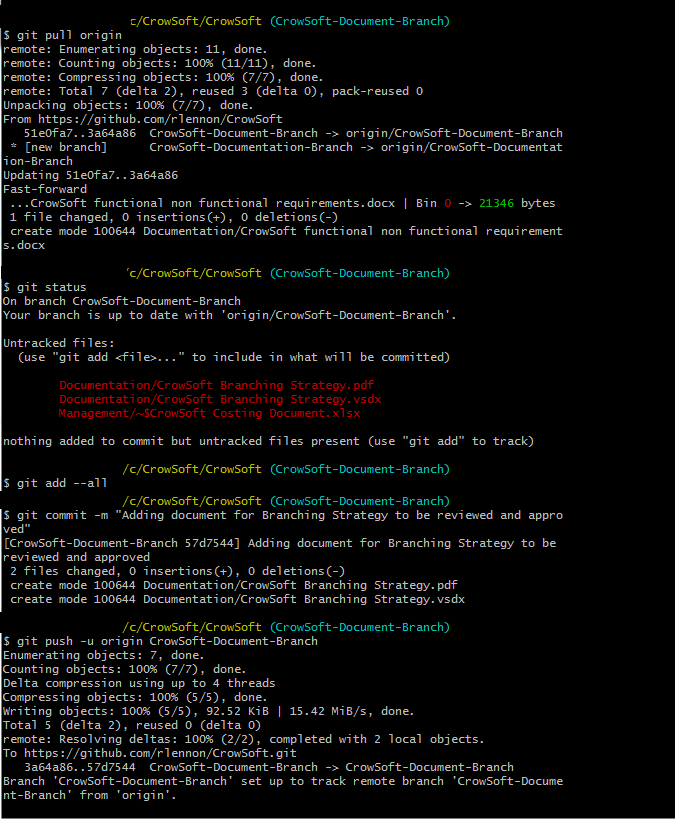 /c/CrowSoft/CrowSoft (CrowSoft-Document-Branch)
$ git pull origin
remote: Enumerating objects: 11, done.
remote: Counting objects: 100% (11/11), done.
remote: Compressing objects: 100% (7/7), done.
remote: Total 7 (delta 2), reused 3 (delta 0), pack-reused 0
Unpacking objects: 100% (7/7), done.
From https://github.com/rlennon/CrowSoft
   51e0fa7..3a64a86  CrowSoft-Document-Branch -> origin/CrowSoft-Document-Branch
 * [new branch]      CrowSoft-Documentation-Branch -> origin/CrowSoft-Documentat
ion-Branch
Updating 51e0fa7..3a64a86
Fast-forward
 ...CrowSoft functional non functional requirements.docx | Bin 0 -> 21346 bytes
 1 file changed, 0 insertions(+), 0 deletions(-)
 create mode 100644 Documentation/CrowSoft functional non functional requirement
s.docx
/c/CrowSoft/CrowSoft (CrowSoft-Document-Branch)
$ git status
On branch CrowSoft-Document-Branch
Your branch is up to date with 'origin/CrowSoft-Document-Branch'.
Untracked files:
  (use "git add <file>..." to include in what will be committed)
        Documentation/CrowSoft Branching Strategy.pdf
        Documentation/CrowSoft Branching Strategy.vsdx
        Management/~$CrowSoft Costing Document.xlsx
nothing added to commit but untracked files present (use "git add" to track)
/c/CrowSoft/CrowSoft (CrowSoft-Document-Branch)
$ git add --all
/c/CrowSoft/CrowSoft (CrowSoft-Document-Branch)
$ git commit -m "Adding document for Branching Strategy to be reviewed and appro
ved"
[CrowSoft-Document-Branch 57d7544] Adding document for Branching Strategy to be
reviewed and approved
 2 files changed, 0 insertions(+), 0 deletions(-)
 create mode 100644 Documentation/CrowSoft Branching Strategy.pdf
 create mode 100644 Documentation/CrowSoft Branching Strategy.vsdx
/c/CrowSoft/CrowSoft (CrowSoft-Document-Branch)
$ git push -u origin CrowSoft-Document-Branch
Enumerating objects: 7, done.
Counting objects: 100% (7/7), done.
Delta compression using up to 4 threads
Compressing objects: 100% (5/5), done.
Writing objects: 100% (5/5), 92.52 KiB | 15.42 MiB/s, done.
Total 5 (delta 2), reused 0 (delta 0)
remote: Resolving deltas: 100% (2/2), completed with 2 local objects.
To https://github.com/rlennon/CrowSoft.git
   3a64a86..57d7544  CrowSoft-Document-Branch -> CrowSoft-Document-Branch
Branch 'CrowSoft-Document-Branch' set up to track remote branch 'CrowSoft-Docume
nt-Branch' from 'origin'.